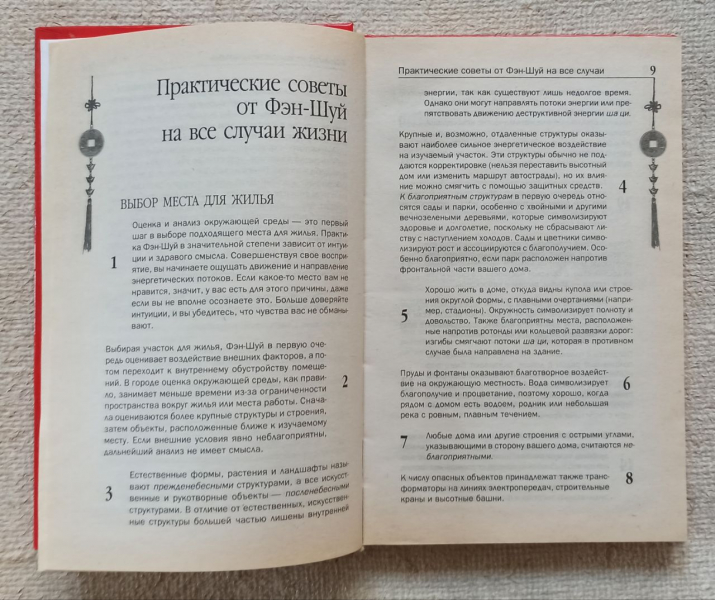 Практические советы
от Фэн-Шуй
на все случаи жизни
ВЫБОР МЕСТА ДЛЯ ЖИЛЬЯ
Оценка и анализ окружающей среды — это первый
шаг в выборе подходящего места для жилья. Практи-
ка Фэн-Шуй в значительной степени зависит от интуи-
ции и здравого смысла. Совершенствуя свое воспри-
ятие, вы начинаете ощущать движение и направление
1
энергетических потоков. Если какое-то место вам не
нравится, значит, у вас есть для этого причины, даже
если вы не вполне осознаете это. Больше доверяйте
интуиции, и вы убедитесь, что чувства вас не обманы-
вают.
Выбирая участок для жилья, Фэн-Шуй в первую оче-
редь оценивает воздействие внешних факторов, а по-
том переходит к внутреннему обустройству помеще-
ний. В городе оценка окружающей среды, как прави-
ло, занимает меньше времени из-за ограниченности
2
пространства вокруг жилья или места работы. Снача-
ла оцениваются более крупные структуры и строения,
затем объекты, расположенные ближе к изучаемому
месту. Если внешние условия явно неблагоприятны,
дальнейший анализ не имеет смысла.
Естественные формы, растения и ландшафты назы-
вают прежденебесными структурами, а все искусст-
3
венные и рукотворные объекты — посленебесными
структурами. В отличие от естественных, искусствен-
ные структуры большей частью лишены внутренней
Практические советы от Фэн-Шуй на все случаи
9
энергии, так как существуют лишь недолгое время.
Однако они могут направлять потоки энергии или пре-
пятствовать движению деструктивной энергии ша ци.
Крупные и, возможно, отдаленные структуры оказы-
вают наиболее сильное энергетическое воздействие
на изучаемый участок. Эти структуры обычно не под-
даются корректировке (нельзя переставить высотный
дом или изменить маршрут автострады), но их влия-
ние можно смягчить с помощью защитных средств.
4
К благоприятным структурам в первую очередь отно-
сятся сады и парки, особенно с хвойными и другими
вечнозелеными деревьями, которые символизируют
здоровье и долголетие, поскольку не сбрасывают лис-
тву с наступлением холодов. Сады и цветники симво-
лизируют рост и ассоциируются с благополучием. Осо-
бенно благоприятно, если парк расположен напротив
фронтальной части вашего дома.
Хорошо жить в доме, откуда видны купола или строе-
ния округлой формы, с плавными очертаниями (напри-
мер, стадионы). Окружность символизирует полноту и
5
довольство. Также благоприятны места, расположен-
ные напротив ротонды или кольцевой развязки дорог:
изгибы смягчают потоки ша ци, которая в противном
случае была направлена на здание.
Пруды и фонтаны оказывают благотворное воздейст-
вие на окружающую местность. Вода символизирует
6
благополучие и процветание, поэтому хорошо, когда
рядом с домом есть водоем, родник или небольшая
река с ровным, плавным течением.
Любые дома или другие строения с острыми углами,
7
указывающими в сторону вашего дома, считаются не-
благоприятными.
К числу опасных объектов принадлежат также транс-
8
форматоры на линиях электропередач, строительные
краны и высотные башни.